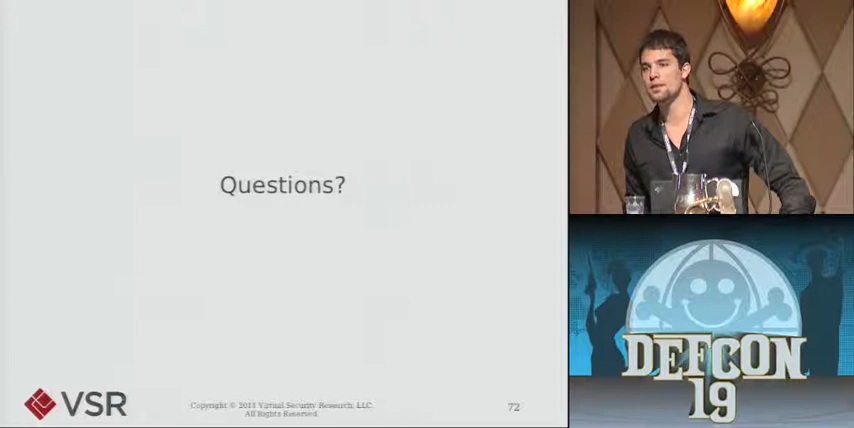 Questions?
VSR
Copyright © 2011 Virtual Security Research, LLC.
All Rights Reserved.
72
DEFCON
19